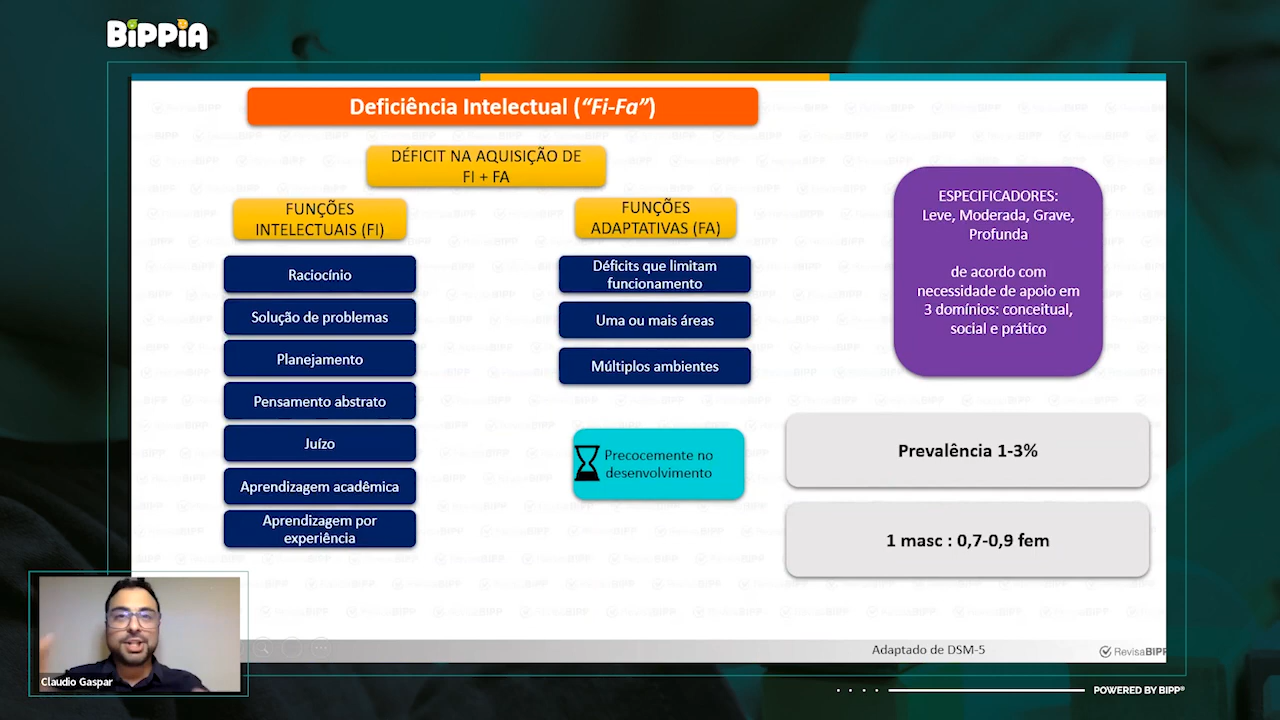 BiPPiA
Deficiência Intelectual (“Fi-Fa”)
DÉFICIT NA AQUISIÇÃO DE
FI + FA
FUNÇÕES
INTELECTUAIS (FI)
Raciocínio
Solução de problemas
Planejamento
Pensamento abstrato
Juízo
Aprendizagem acadêmica
Aprendizagem por
experiência
FUNÇÕES
ADAPTATIVAS (FA)
Déficits que limitam
funcionamento
Uma ou mais áreas
Múltiplos ambientes
Precocemente no
desenvolvimento
ESPECIFICADORES:
Leve, Moderada, Grave,
Profunda
de acordo com
necessidade de apoio em
3 domínios: conceitual,
social e prático
Prevalência 1-3%
1 masc : 0,7-0,9 fem
Adaptado de DSM-5
RevisaBIPP
Claudio Gaspar
POWERED BY BIPP®